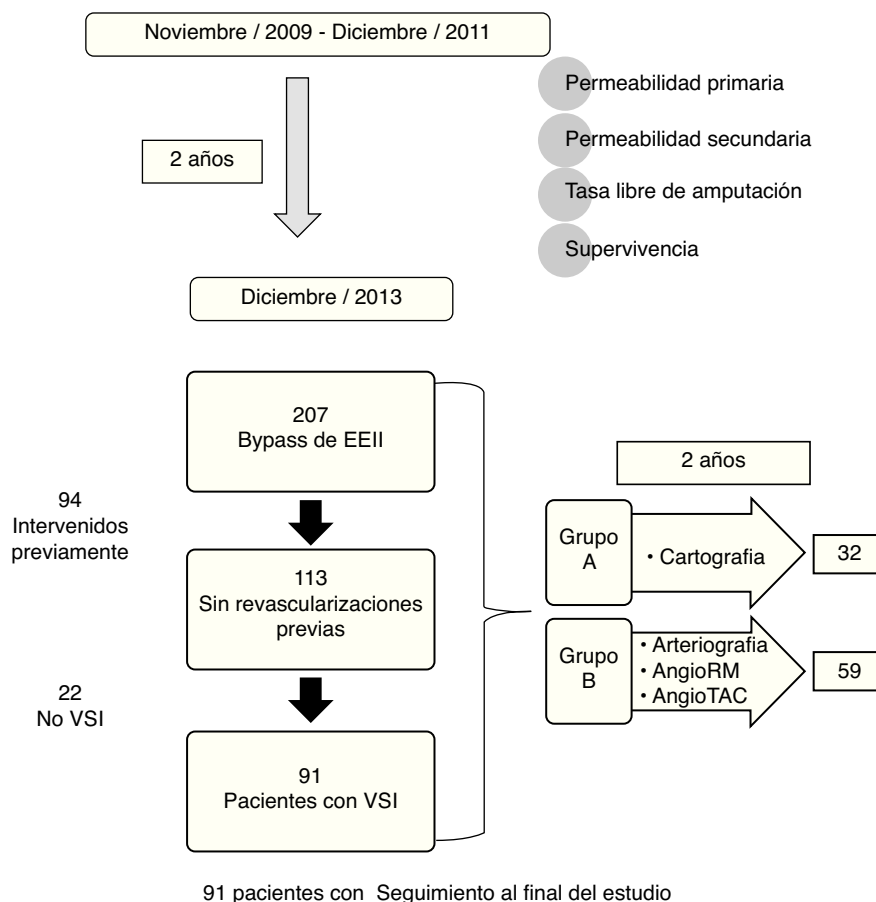 Noviembre / 2009 - Diciembre / 2011
Permeabilidad primaria
Permeabilidad secundaria
Tasa libre de amputación
Supervivencia
2 años
Diciembre / 2013
207
Bypass de EEII
94
Intervenidos
previamente
113
Sin revascularizaciones
previas
22
No VSI
91
Pacientes con VSI
2 años
Grupo
A
• Cartografia
32
Grupo
B
• Arteriografia
• AngioRM
• AngioTAC
59
91 pacientes con Seguimiento al final del estudio